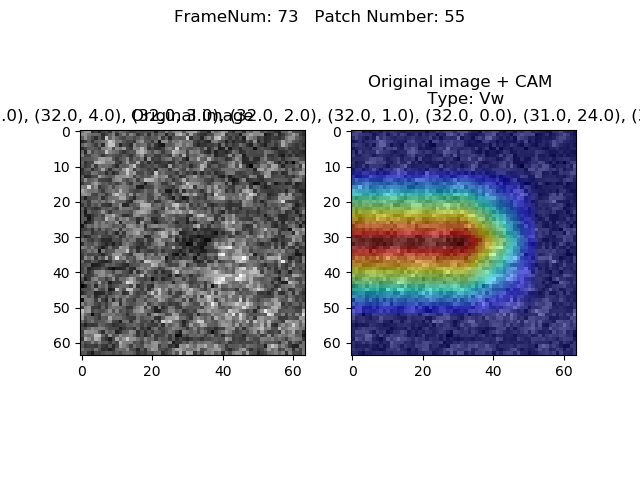 FrameNum: 73   Patch Number: 55
Original image + CAM
Type: Vw
.0), (32.0, 4.0), (32.0, 3.0), (32.0, 2.0), (32.0, 1.0), (32.0, 0.0), (31.0, 24.0), (3
Original image
0
10
20
30
40
50
60
0 20 40 60
0
10
20
30
40
50
60
0 20 40 60